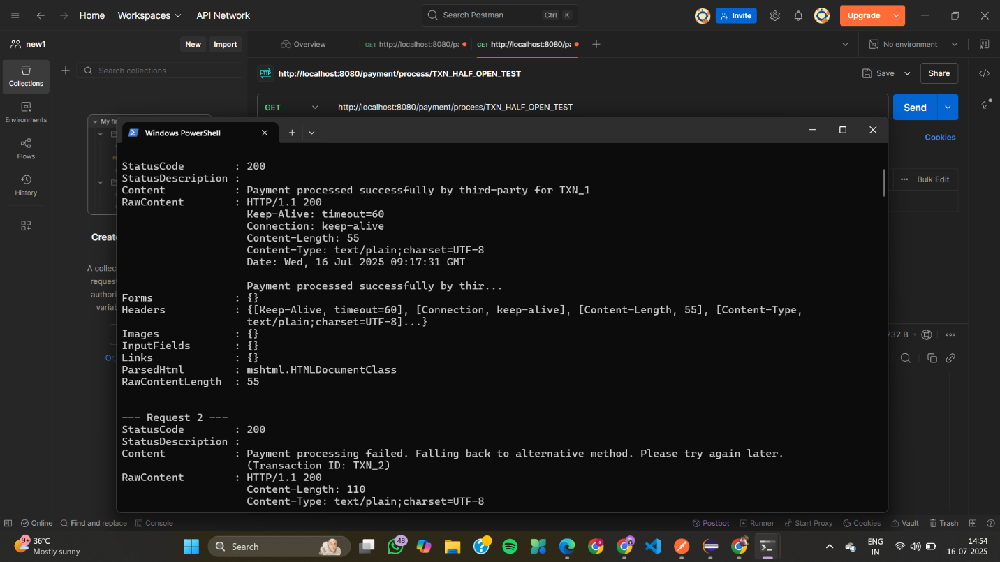 Home
Workspaces
API Network
Search Postman
Ctrl
K
Invite
Upgrade
new1
New
Import
Overview
GET http://localhost:8080/pa
GET http://localhost:8080/pa
No environment
Collections
Environments
Flows
History
Search collections
HTTP
http://localhost:8080/payment/process/TXN_HALF_OPEN_TEST
Save
Share
GET
http://localhost:8080/payment/process/TXN_HALF_OPEN_TEST
Send
Cookies
Bulk Edit
My fir
Create
A collec
reques
authori
variab
Or,
232 B
Windows PowerShell
StatusCode : 200
StatusDescription :
Content : Payment processed successfully by third-party for TXN_1
RawContent : HTTP/1.1 200
Keep-Alive: timeout=60
Connection: keep-alive
Content-Length: 55
Content-Type: text/plain;charset=UTF-8
Date: Wed, 16 Jul 2025 09:17:31 GMT
Payment processed successfully by thir...
Forms : {}
Headers : {[Keep-Alive, timeout=60], [Connection, keep-alive], [Content-Length, 55], [Content-Type,
text/plain;charset=UTF-8]...}
Images : {}
InputFields : {}
Links : {}
ParsedHtml : mshtml.HTMLDocumentClass
RawContentLength : 55
--- Request 2 ---
StatusCode : 200
StatusDescription :
Content : Payment processing failed. Falling back to alternative method. Please try again later.
(Transaction ID: TXN_2)
RawContent : HTTP/1.1 200
Content-Length: 110
Content-Type: text/plain;charset=UTF-8
Online
Find and replace
Console
Postbot
Runner
Start Proxy
Cookies
Vault
Trash
9+
36°C
Mostly sunny
Search
48
ENG
IN
14:54
16-07-2025